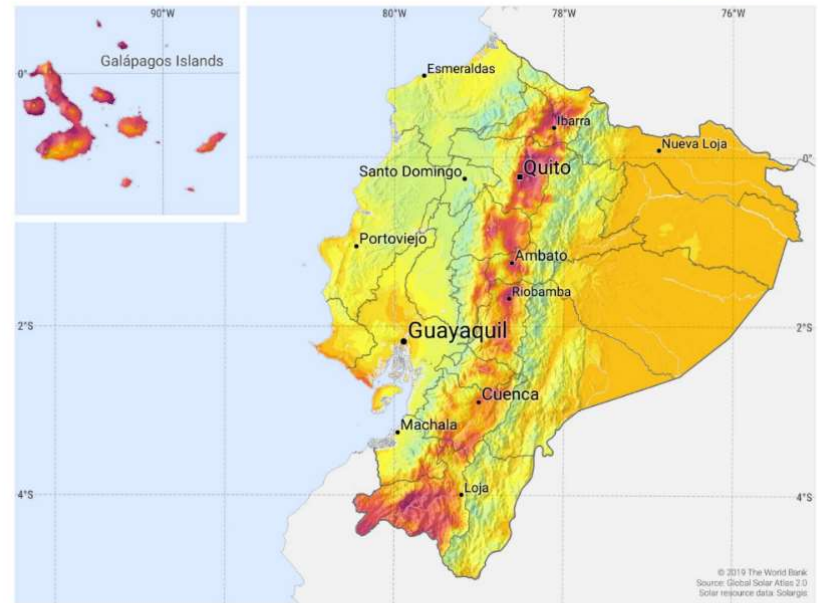 90°W
80°W
78°W
76°W
Galápagos Islands
0°
Esmeraldas
Ibarra
Nueva Loja
0°
Quito
Santo Domingo
Portoviejo
Ambato
Riobamba
2°S
2°S
Guayaquil
Cuenca
Machala
Loja
4°S
4°S
© 2019 The World Bank
Source: Global Solar Atlas 2.0
Solar resource data: Solargis